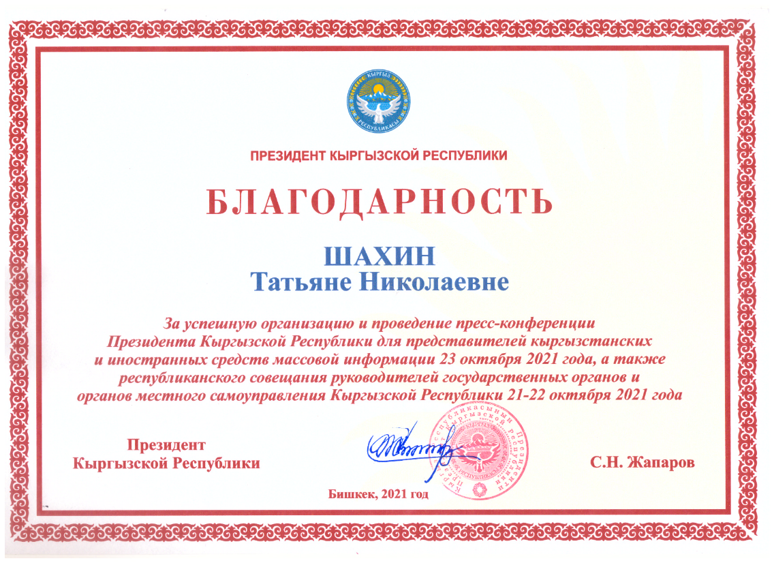 КЫРГЫЗ
РЕСПУБЛИКАСЫ
ПРЕЗИДЕНТ КЫРГЫЗСКОЙ РЕСПУБЛИКИ
БЛАГОДАРНОСТЬ
ШАХИН
Татьяне Николаевне
За успешную организацию и проведение пресс-конференции
Президента Кыргызской Республики для представителей кыргызстанских
и иностранных средств массовой информации 23 октября 2021 года, а также
республиканского совещания руководителей государственных органов и
органов местного самоуправления Кыргызской Республики 21-22 октября 2021 года
Президент
Кыргызской Республики
С.Н. Жапаров
Бишкек, 2021 год